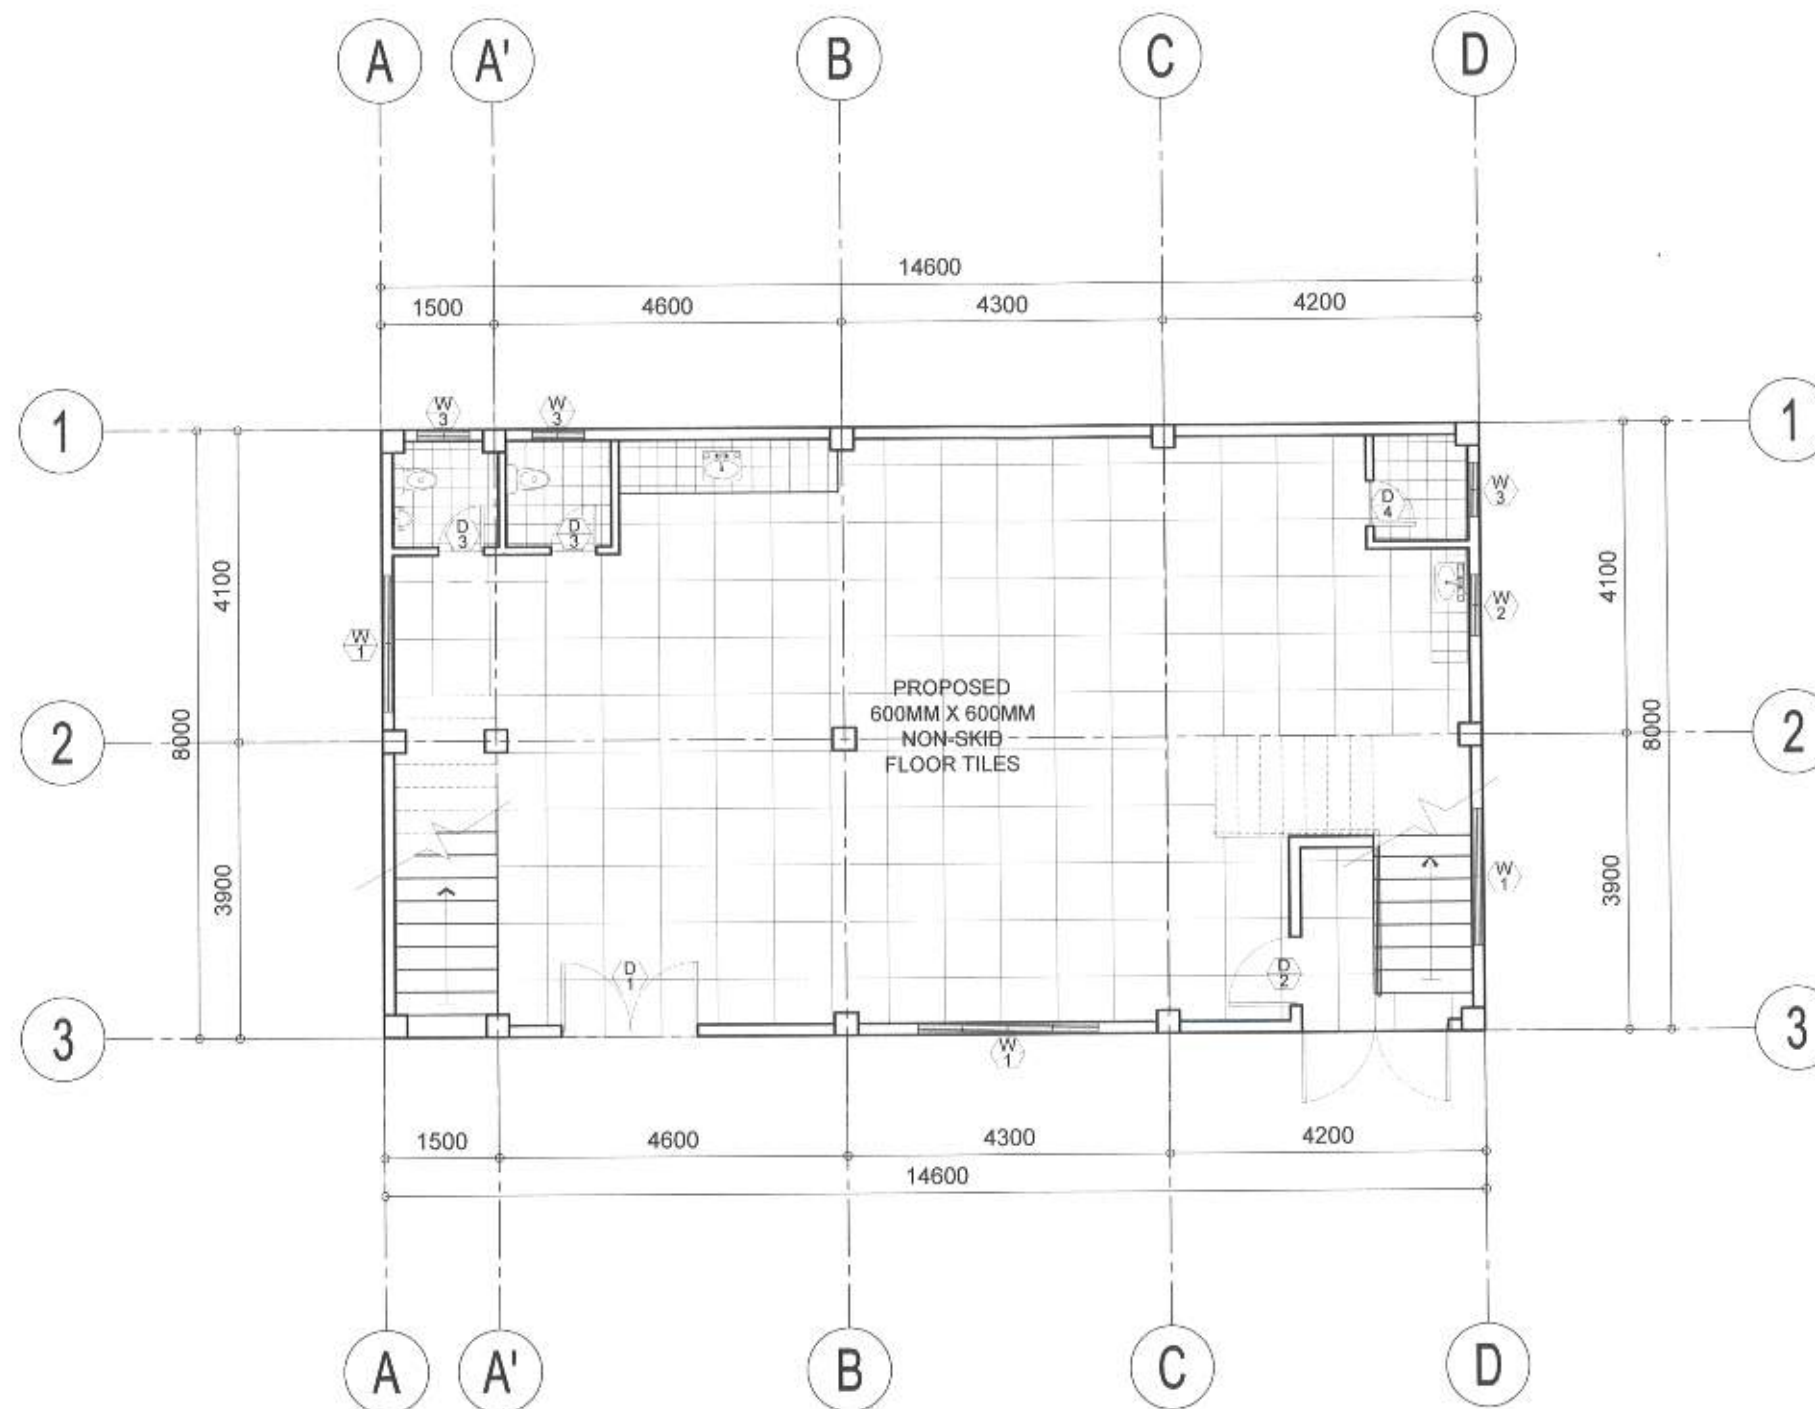 A A' B C D
14600
1500 4600 4300 4200
W
3
W
3
1 1
D
3
D
3
D
4
W
3
W
2
4100 4100
W
1
PROPOSED
600MM X 600MM
NON-SKID
FLOOR TILES
2 8000 8000 2
3900 3900
W
1
D
1
D
2
3 3
W
1
1500 4600 4300 4200
14600
A A' B C D